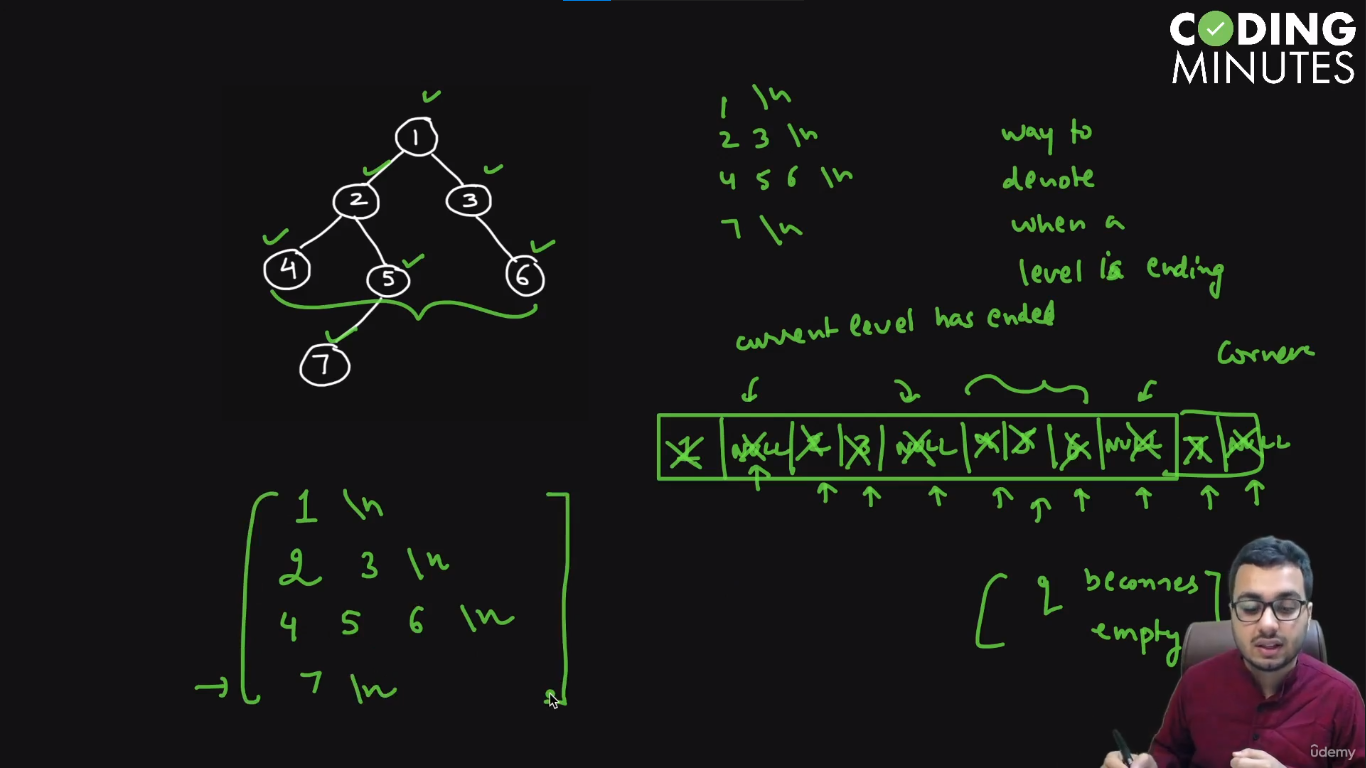 CODING
MINUTES
1
2 3
4 5 6
7
1 \n
2 3 \n
4 5 6 \n
7 \n
way to
denote
when a
level is ending
current level has ended
Corner
1 NULL 2 3 NULL 4 5 6 NULL 7 NULL
1 \n
2 3 \n
4 5 6 \n
7 \n
q becomes
empty
udemy